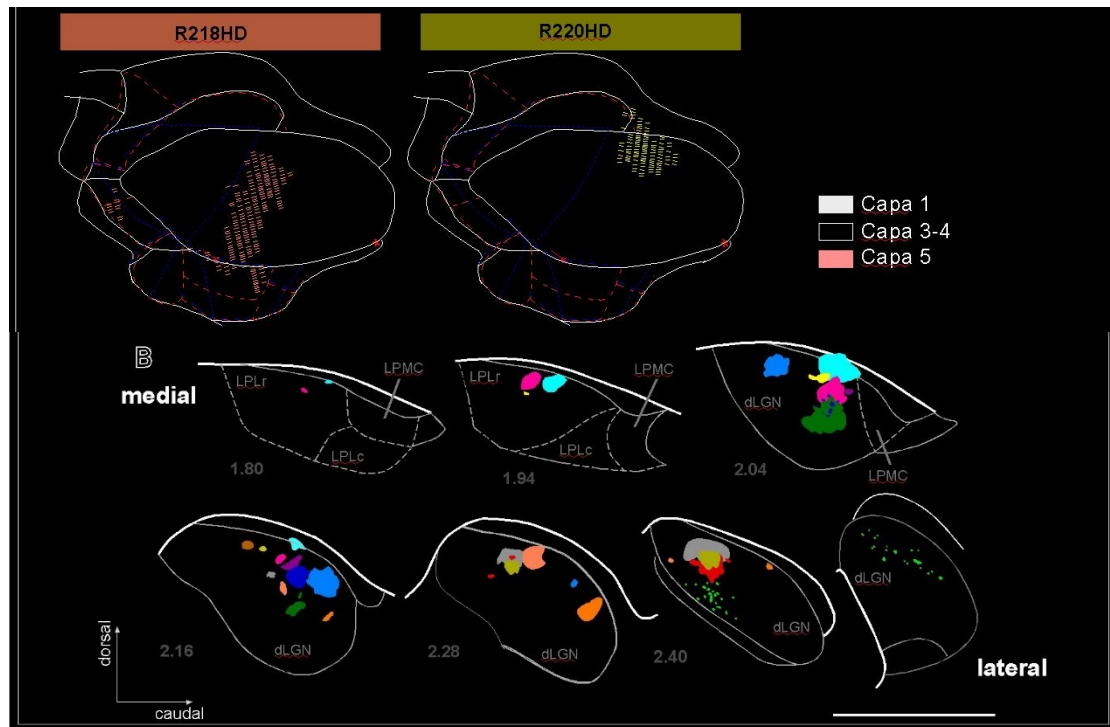 R218HD
R220HD
Capa 1
Capa 3-4
Capa 5
B
medial
LPLr
LPMC
LPLc
1.80
LPLr
LPMC
LPLc
1.94
dLGN
LPMC
2.04
dLGN
2.16
dLGN
2.28
dLGN
2.40
dLGN
lateral
dorsal
caudal